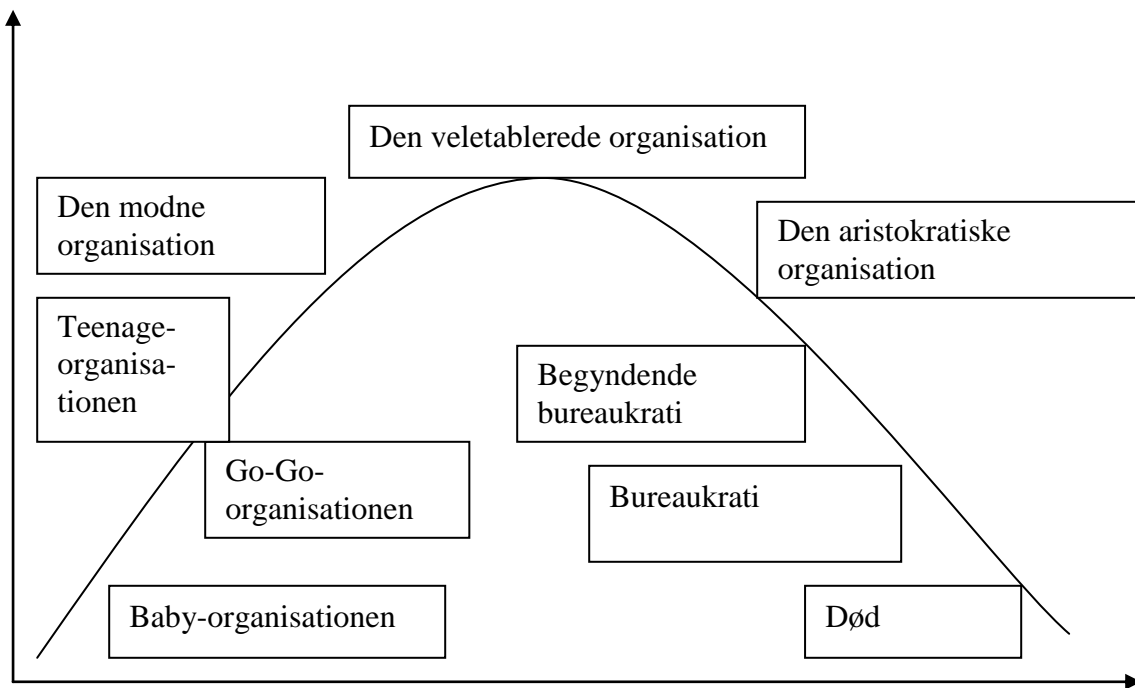 Den veletablerede organisation
Den modne
organisation
Den aristokratiske
organisation
Teenage-
organisa-
tionen
Begyndende
bureaukrati
Go-Go-
organisationen
Bureaukrati
Baby-organisationen
Død